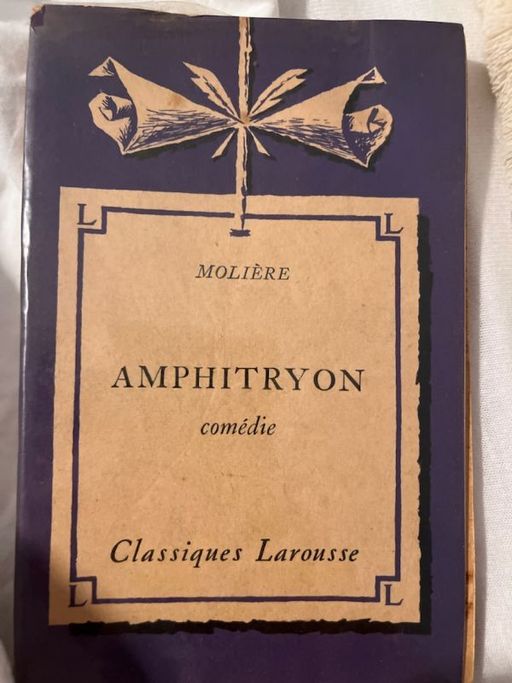 L L
MOLIÈRE
AMPHITRYON
comédie
Classiques Larousse
L L